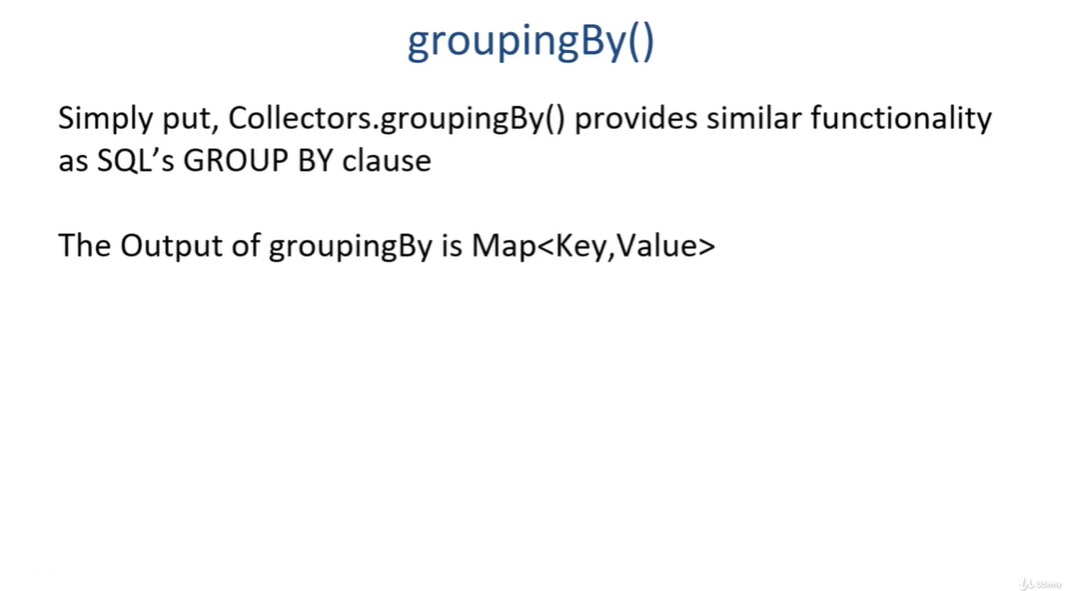 groupingBy()
Simply put, Collectors.groupingBy() provides similar functionality
as SQL’s GROUP BY clause
The Output of groupingBy is Map<Key,Value>
Udemy